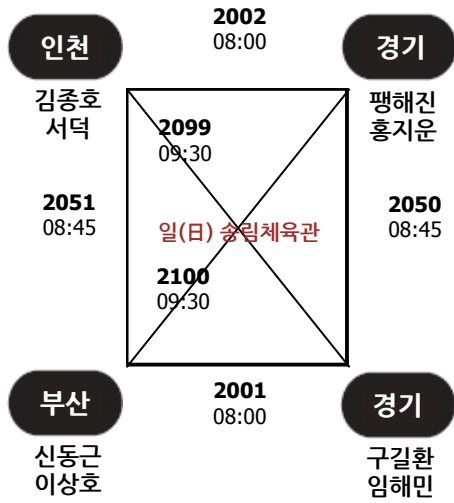 2002
08:00
인천
경기
김종호
서덕
팽해진
홍지운
2099
09:30
2051
08:45
2050
08:45
일(日) 송림체육관
2100
09:30
부산
2001
08:00
경기
신동근
이상호
구길환
임해민